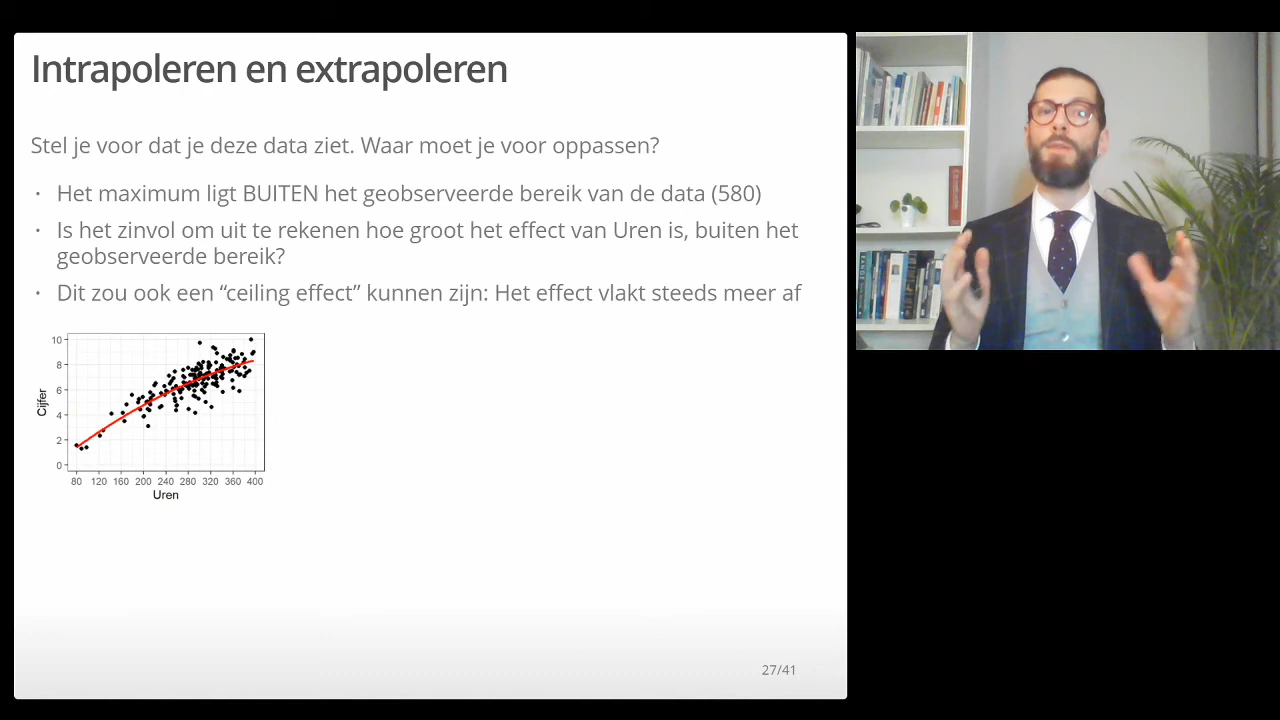 Intrapoleren en extrapoleren
Stel je voor dat je deze data ziet. Waar moet je voor oppassen?
· Het maximum ligt BUITEN het geobserveerde bereik van de data (580)
· Is het zinvol om uit te rekenen hoe groot het effect van Uren is, buiten het
geobserveerde bereik?
· Dit zou ook een “ceiling effect” kunnen zijn: Het effect vlakt steeds meer af
10
8
6
4
2
0
Cijfer
80 120 160 200 240 280 320 360 400
Uren
27/41